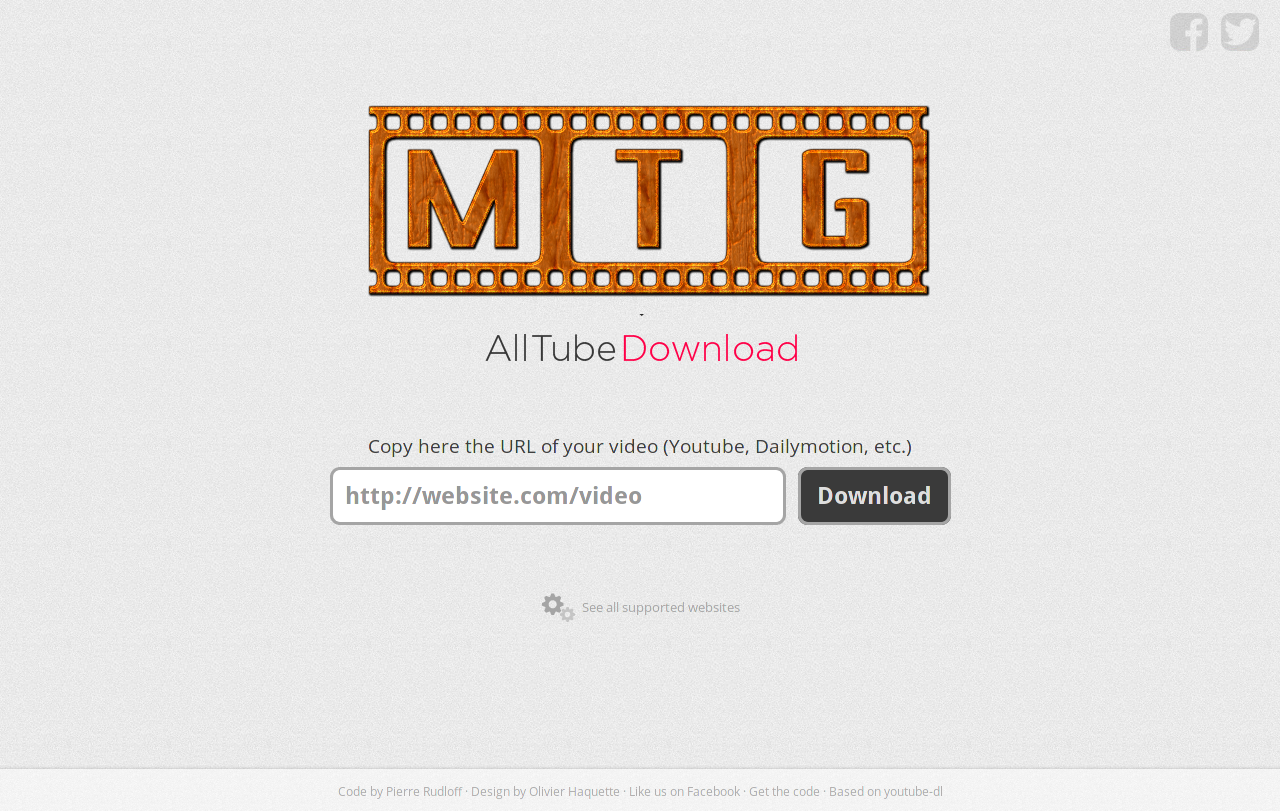 MTG
AllTube Download
Copy here the URL of your video (Youtube, Dailymotion, etc.)
http://website.com/video
Download
See all supported websites
Code by Pierre Rudloff · Design by Olivier Haquette · Like us on Facebook · Get the code · Based on youtube-dl